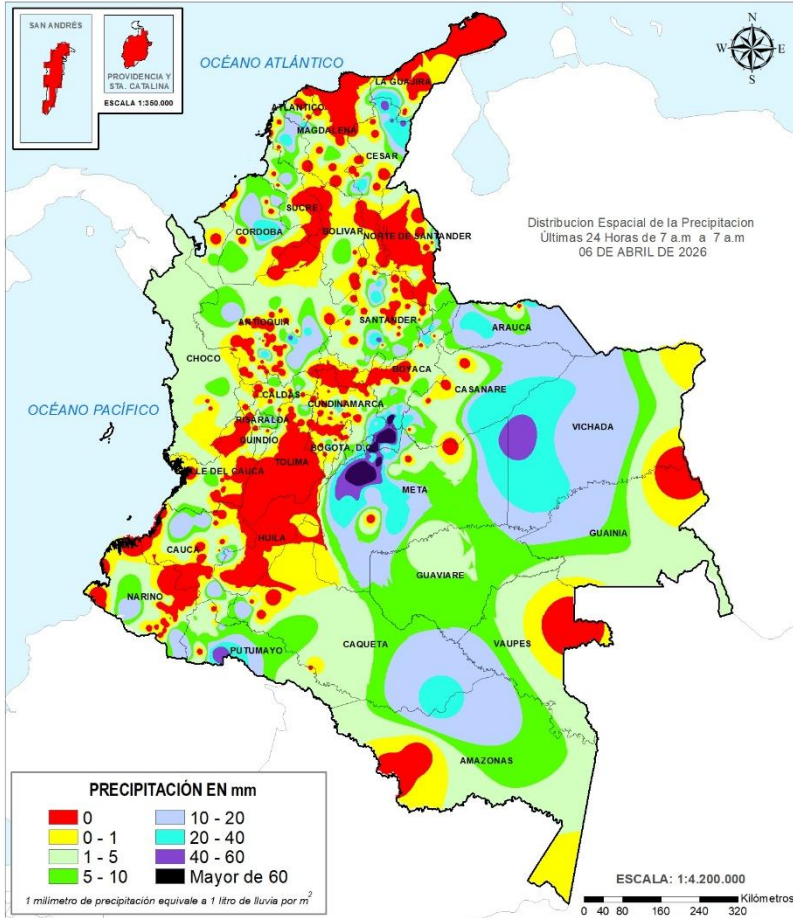 SAN ANDRÉS
PROVIDENCIA Y
STA. CATALINA
ESCALA 1:350.000
OCÉANO ATLÁNTICO
N
W
E
S
LA GUAJIRA
ATLANTICO
MAGDALENA
CESAR
SUCRE
CORDOBA
BOLIVAR
NORTE DE SANTANDER
Distribucion Espacial de la Precipitacion
Últimas 24 Horas de 7 a.m a 7 a.m
06 DE ABRIL DE 2026
ANTIOQUIA
SANTANDER
ARAUCA
CHOCO
BOYACA
CASANARE
OCÉANO PACÍFICO
CALDAS
CUNDINAMARCA
RISARALDA
VICHADA
QUINDIO
BOGOTA, D.C.
TOLIMA
VALLE DEL CAUCA
META
GUAINIA
HUILA
CAUCA
GUAVIARE
NARINO
CAQUETA
VAUPES
PUTUMAYO
AMAZONAS
PRECIPITACIÓN EN mm
0
10 - 20
0 - 1
20 - 40
1 - 5
40 - 60
5 - 10
Mayor de 60
1 milimetro de precipitación equivale a 1 litro de lluvia por m²
ESCALA: 1:4.200.000
Kilómetros
0 40 80 160 240 320